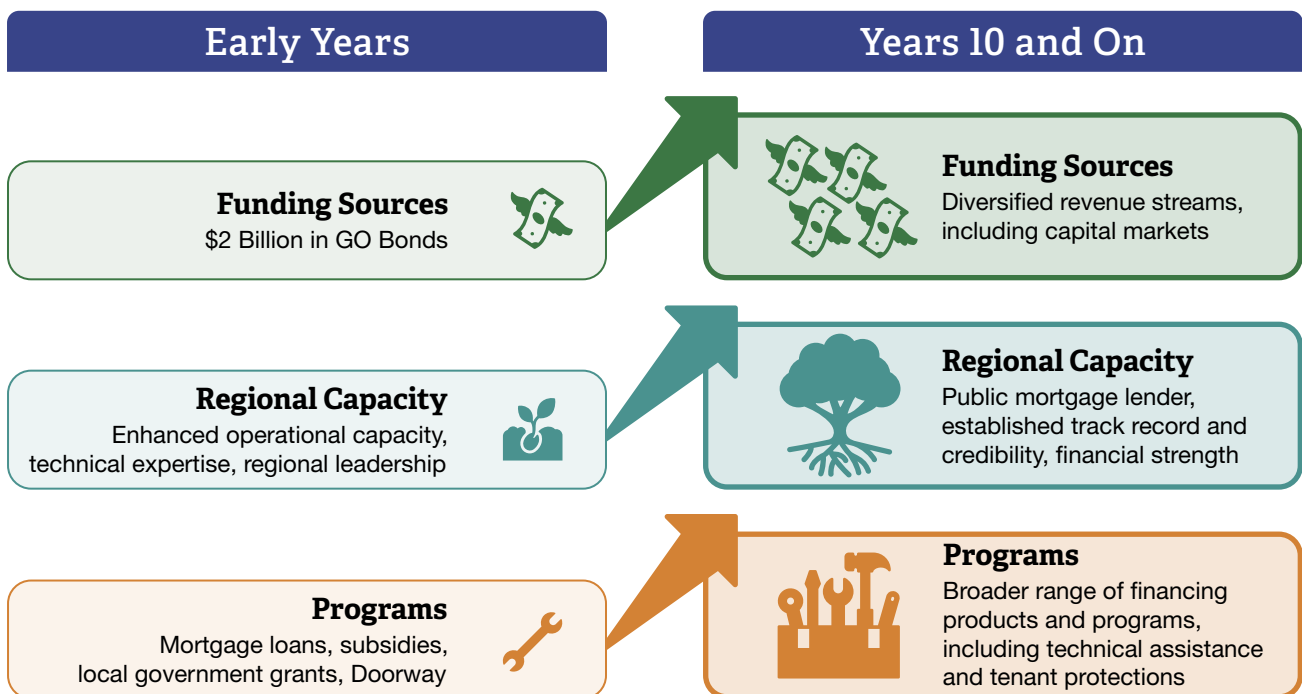 Early Years
Years 10 and On
Funding Sources
$2 Billion in GO Bonds
Funding Sources
Diversified revenue streams,
including capital markets
Regional Capacity
Enhanced operational capacity,
technical expertise, regional leadership
Regional Capacity
Public mortgage lender,
established track record and
credibility, financial strength
Programs
Mortgage loans, subsidies,
local government grants, Doorway
Programs
Broader range of financing
products and programs,
including technical assistance
and tenant protections